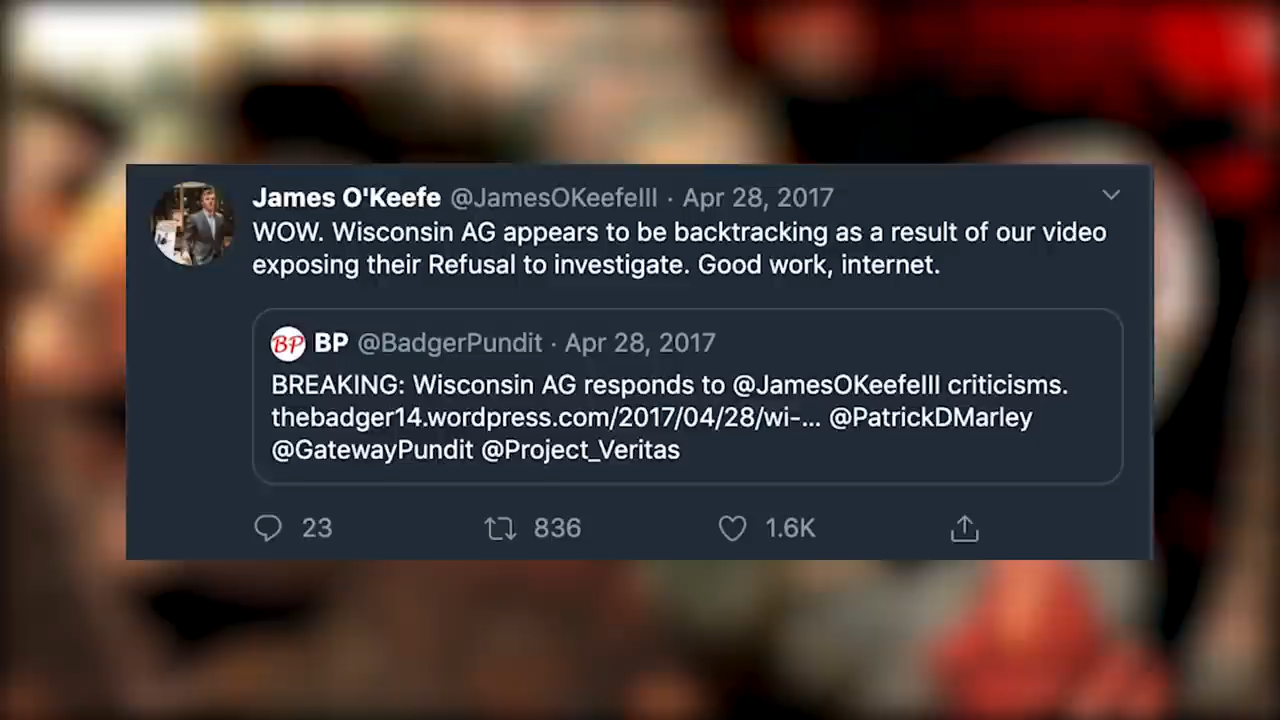 James O'Keefe @JamesOKeefeIII · Apr 28, 2017
WOW. Wisconsin AG appears to be backtracking as a result of our video
exposing their Refusal to investigate. Good work, internet.
BP BP @BadgerPundit · Apr 28, 2017
BREAKING: Wisconsin AG responds to @JamesOKeefeIII criticisms.
thebadger14.wordpress.com/2017/04/28/wi-... @PatrickDMarley
@GatewayPundit @Project_Veritas
23 836 1.6K